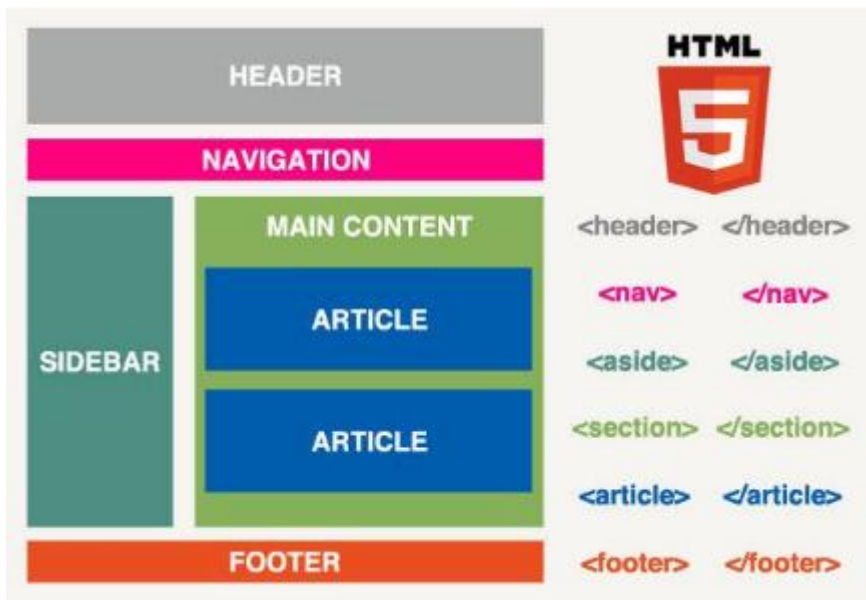 HEADER
NAVIGATION
SIDEBAR
MAIN CONTENT
ARTICLE
ARTICLE
FOOTER
HTML
5
<header> </header>
<nav> </nav>
<aside> </aside>
<section> </section>
<article> </article>
<footer> </footer>